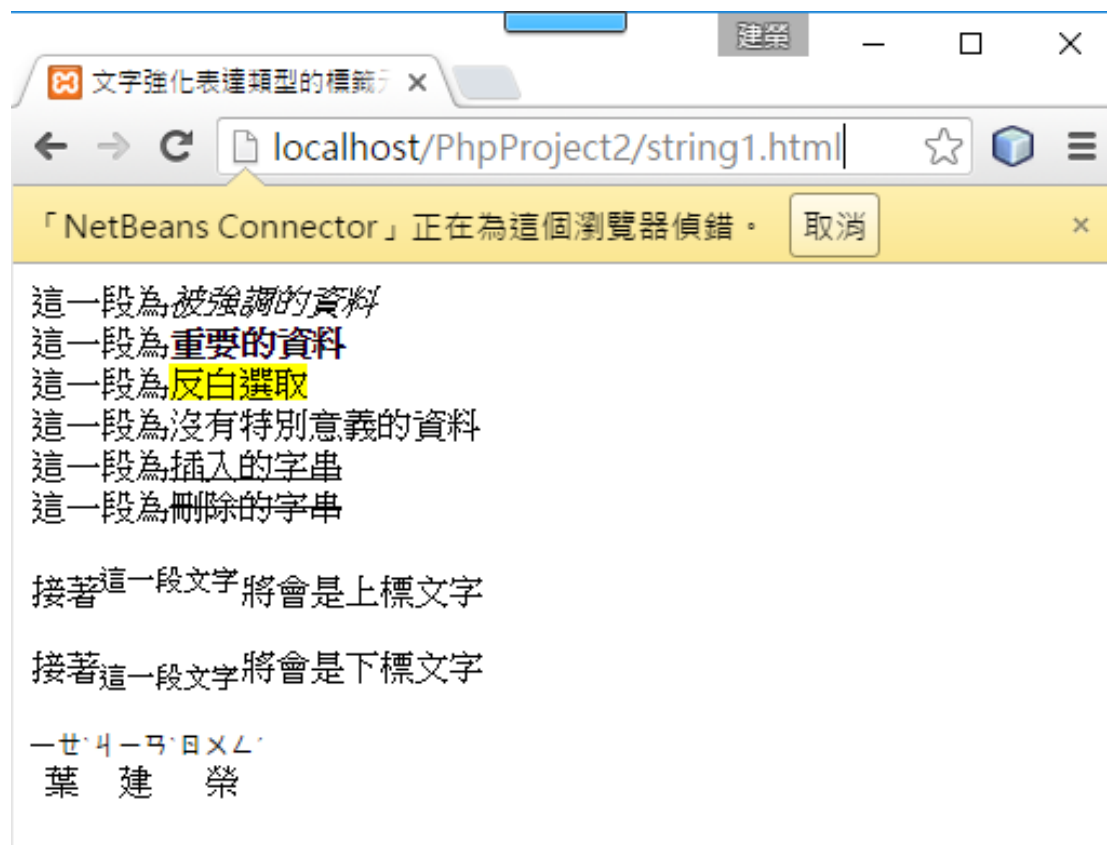 建榮
文字強化表達類型的標籤
localhost/PhpProject2/string1.html
「NetBeans Connector」正在為這個瀏覽器偵錯。 取消
這一段為被強調的資料
這一段為重要的資料
這一段為反白選取
這一段為沒有特別意義的資料
這一段為插入的字串
這一段為刪除的字串
接著這一段文字將會是上標文字
接著這一段文字將會是下標文字
ㄧㄝˋㄐㄧㄢˋㄖㄨㄥˊ
葉 建 榮